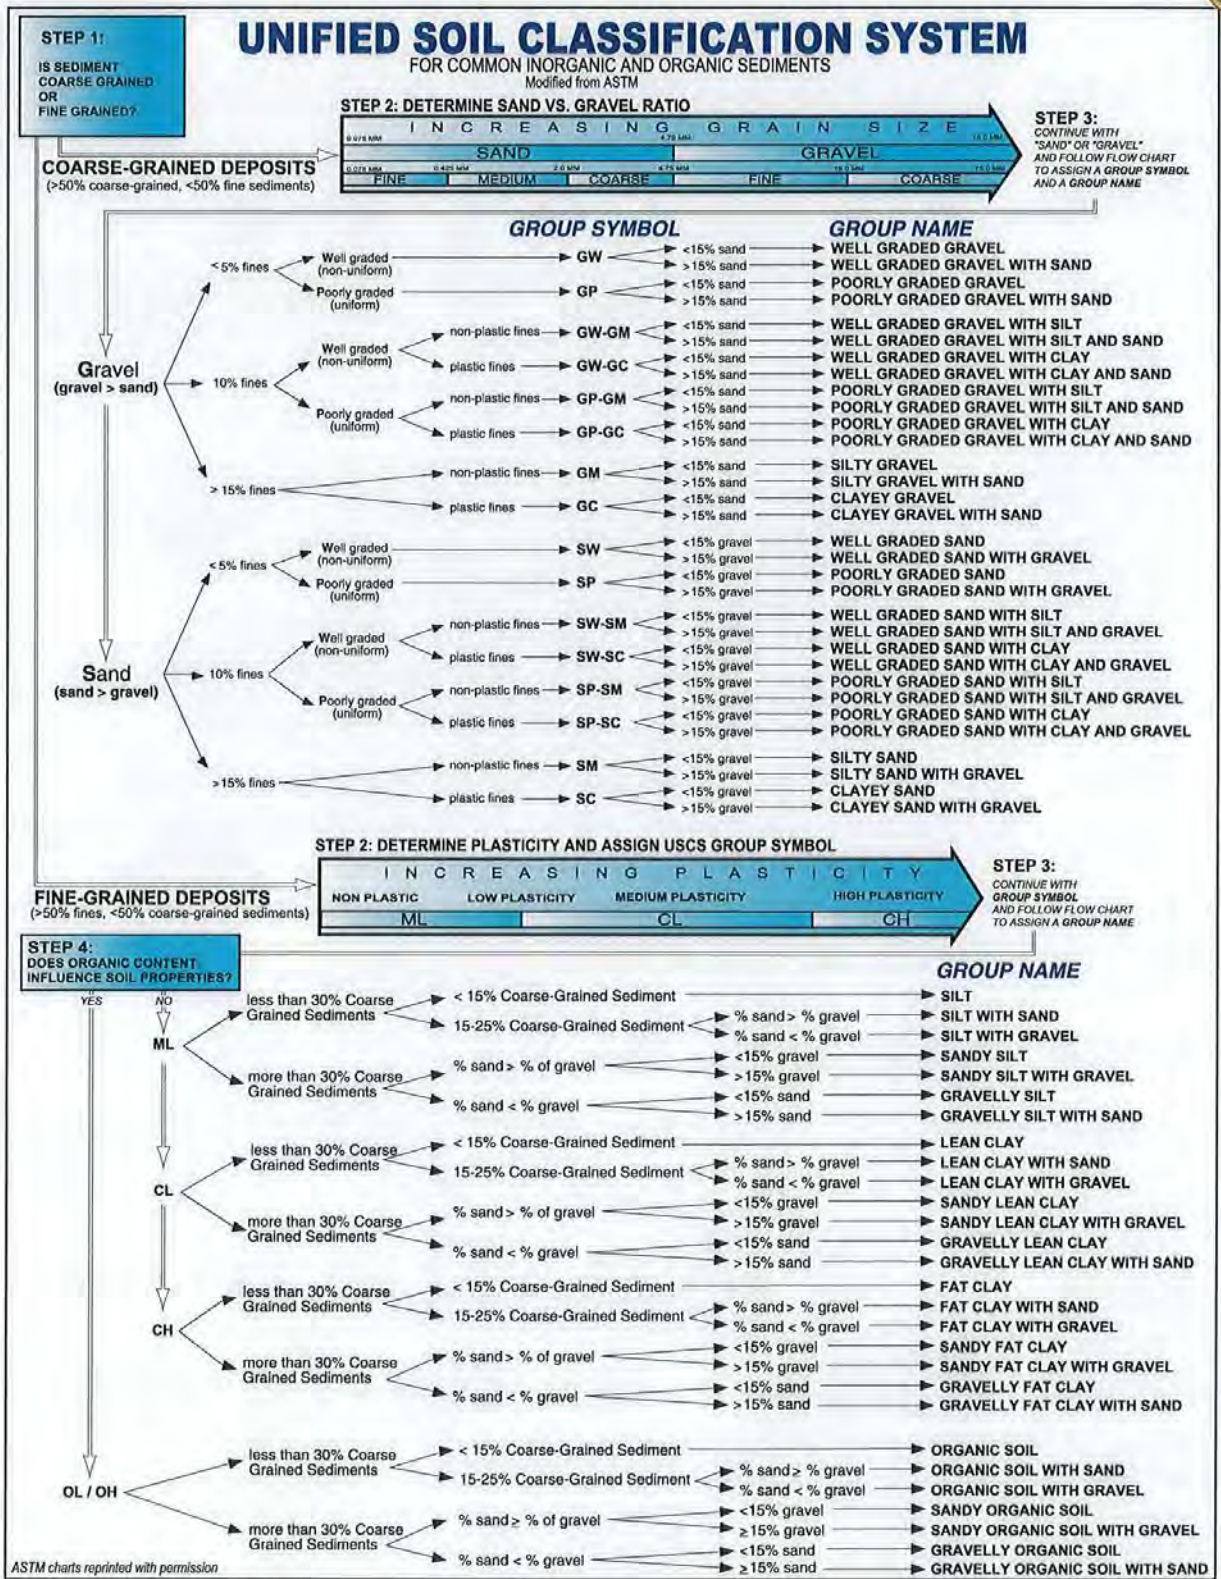 STEP 1:
IS SEDIMENT
COARSE GRAINED
OR
FINE GRAINED?
UNIFIED SOIL CLASSIFICATION SYSTEM
FOR COMMON INORGANIC AND ORGANIC SEDIMENTS
Modified from ASTM
STEP 2: DETERMINE SAND VS. GRAVEL RATIO
INCREASING GRAIN SIZE
0.075 MM 4.75 MM
SAND GRAVEL
0.075 MM 0.425 MM 2.0 MM 4.75 MM
FINE MEDIUM COARSE FINE COARSE
STEP 3:
CONTINUE WITH
"SAND" OR "GRAVEL"
AND FOLLOW FLOW CHART
TO ASSIGN A GROUP SYMBOL
AND A GROUP NAME
COARSE-GRAINED DEPOSITS
(>50% coarse-grained, <50% fine sediments)
GROUP SYMBOL GROUP NAME
Gravel
(gravel > sand)
< 5% fines
Well graded
(non-uniform)
GW
<15% sand WELL GRADED GRAVEL
>15% sand WELL GRADED GRAVEL WITH SAND
Poorly graded
(uniform)
GP
<15% sand POORLY GRADED GRAVEL
>15% sand POORLY GRADED GRAVEL WITH SAND
10% fines
Well graded
(non-uniform)
non-plastic fines GW-GM
<15% sand WELL GRADED GRAVEL WITH SILT
>15% sand WELL GRADED GRAVEL WITH SILT AND SAND
plastic fines GW-GC
<15% sand WELL GRADED GRAVEL WITH CLAY
>15% sand WELL GRADED GRAVEL WITH CLAY AND SAND
Poorly graded
(uniform)
non-plastic fines GP-GM
<15% sand POORLY GRADED GRAVEL WITH SILT
>15% sand POORLY GRADED GRAVEL WITH SILT AND SAND
plastic fines GP-GC
<15% sand POORLY GRADED GRAVEL WITH CLAY
>15% sand POORLY GRADED GRAVEL WITH CLAY AND SAND
> 15% fines
non-plastic fines GM
<15% sand SILTY GRAVEL
>15% sand SILTY GRAVEL WITH SAND
plastic fines GC
<15% sand CLAYEY GRAVEL
>15% sand CLAYEY GRAVEL WITH SAND
Sand
(sand > gravel)
< 5% fines
Well graded
(non-uniform)
SW
<15% gravel WELL GRADED SAND
>15% gravel WELL GRADED SAND WITH GRAVEL
Poorly graded
(uniform)
SP
<15% gravel POORLY GRADED SAND
>15% gravel POORLY GRADED SAND WITH GRAVEL
10% fines
Well graded
(non-uniform)
non-plastic fines SW-SM
<15% gravel WELL GRADED SAND WITH SILT
>15% gravel WELL GRADED SAND WITH SILT AND GRAVEL
plastic fines SW-SC
<15% gravel WELL GRADED SAND WITH CLAY
>15% gravel WELL GRADED SAND WITH CLAY AND GRAVEL
Poorly graded
(uniform)
non-plastic fines SP-SM
<15% gravel POORLY GRADED SAND WITH SILT
>15% gravel POORLY GRADED SAND WITH SILT AND GRAVEL
plastic fines SP-SC
<15% gravel POORLY GRADED SAND WITH CLAY
>15% gravel POORLY GRADED SAND WITH CLAY AND GRAVEL
>15% fines
non-plastic fines SM
<15% gravel SILTY SAND
>15% gravel SILTY SAND WITH GRAVEL
plastic fines SC
<15% gravel CLAYEY SAND
>15% gravel CLAYEY SAND WITH GRAVEL
STEP 2: DETERMINE PLASTICITY AND ASSIGN USCS GROUP SYMBOL
INCREASING PLASTICITY
NON PLASTIC LOW PLASTICITY MEDIUM PLASTICITY HIGH PLASTICITY
ML CL CH
STEP 3:
CONTINUE WITH
GROUP SYMBOL
AND FOLLOW FLOW CHART
TO ASSIGN A GROUP NAME
FINE-GRAINED DEPOSITS
(>50% fines, <50% coarse-grained sediments)
STEP 4:
DOES ORGANIC CONTENT
INFLUENCE SOIL PROPERTIES?
YES NO
GROUP NAME
ML
less than 30% Coarse
Grained Sediments
< 15% Coarse-Grained Sediment SILT
15-25% Coarse-Grained Sediment
% sand > % gravel SILT WITH SAND
% sand < % gravel SILT WITH GRAVEL
more than 30% Coarse
Grained Sediments
% sand > % of gravel
<15% gravel SANDY SILT
>15% gravel SANDY SILT WITH GRAVEL
% sand < % gravel
<15% sand GRAVELLY SILT
>15% sand GRAVELLY SILT WITH SAND
CL
less than 30% Coarse
Grained Sediments
< 15% Coarse-Grained Sediment LEAN CLAY
15-25% Coarse-Grained Sediment
% sand > % gravel LEAN CLAY WITH SAND
% sand < % gravel LEAN CLAY WITH GRAVEL
more than 30% Coarse
Grained Sediments
% sand > % of gravel
<15% gravel SANDY LEAN CLAY
>15% gravel SANDY LEAN CLAY WITH GRAVEL
% sand < % gravel
<15% sand GRAVELLY LEAN CLAY
>15% sand GRAVELLY LEAN CLAY WITH SAND
CH
less than 30% Coarse
Grained Sediments
< 15% Coarse-Grained Sediment FAT CLAY
15-25% Coarse-Grained Sediment
% sand > % gravel FAT CLAY WITH SAND
% sand < % gravel FAT CLAY WITH GRAVEL
more than 30% Coarse
Grained Sediments
% sand > % of gravel
<15% gravel SANDY FAT CLAY
>15% gravel SANDY FAT CLAY WITH GRAVEL
% sand < % gravel
<15% sand GRAVELLY FAT CLAY
>15% sand GRAVELLY FAT CLAY WITH SAND
OL / OH
less than 30% Coarse
Grained Sediments
< 15% Coarse-Grained Sediment ORGANIC SOIL
15-25% Coarse-Grained Sediment
% sand ≥ % gravel ORGANIC SOIL WITH SAND
% sand < % gravel ORGANIC SOIL WITH GRAVEL
more than 30% Coarse
Grained Sediments
% sand ≥ % of gravel
<15% gravel SANDY ORGANIC SOIL
≥15% gravel SANDY ORGANIC SOIL WITH GRAVEL
% sand < % gravel
<15% sand GRAVELLY ORGANIC SOIL
≥15% sand GRAVELLY ORGANIC SOIL WITH SAND
ASTM charts reprinted with permission